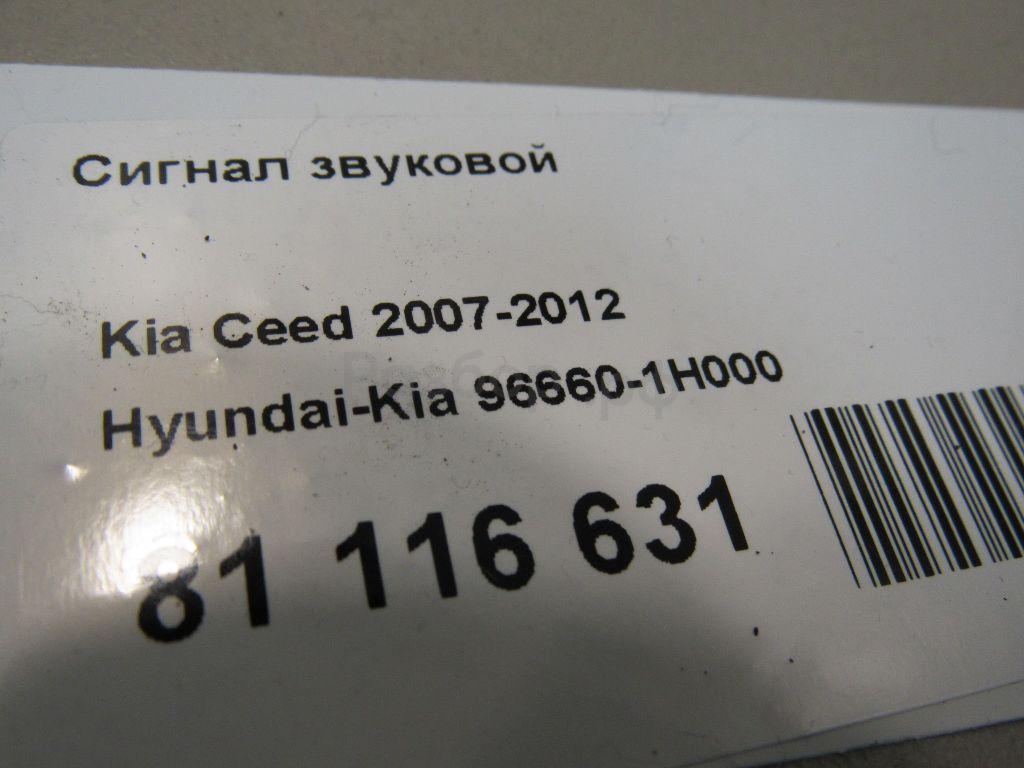 Сигнал звуковой
Kia Ceed 2007-2012
Hyundai-Kia 96660-1H000
81 116 631